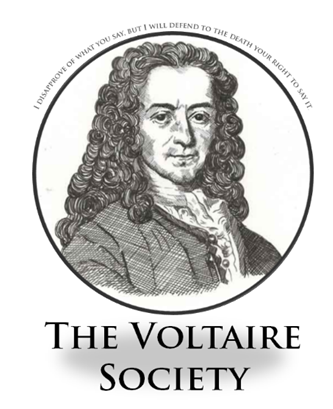 I DISAPPROVE OF WHAT YOU SAY, BUT I WILL DEFEND TO THE DEATH YOUR RIGHT TO SAY IT
THE VOLTAIRE
SOCIETY